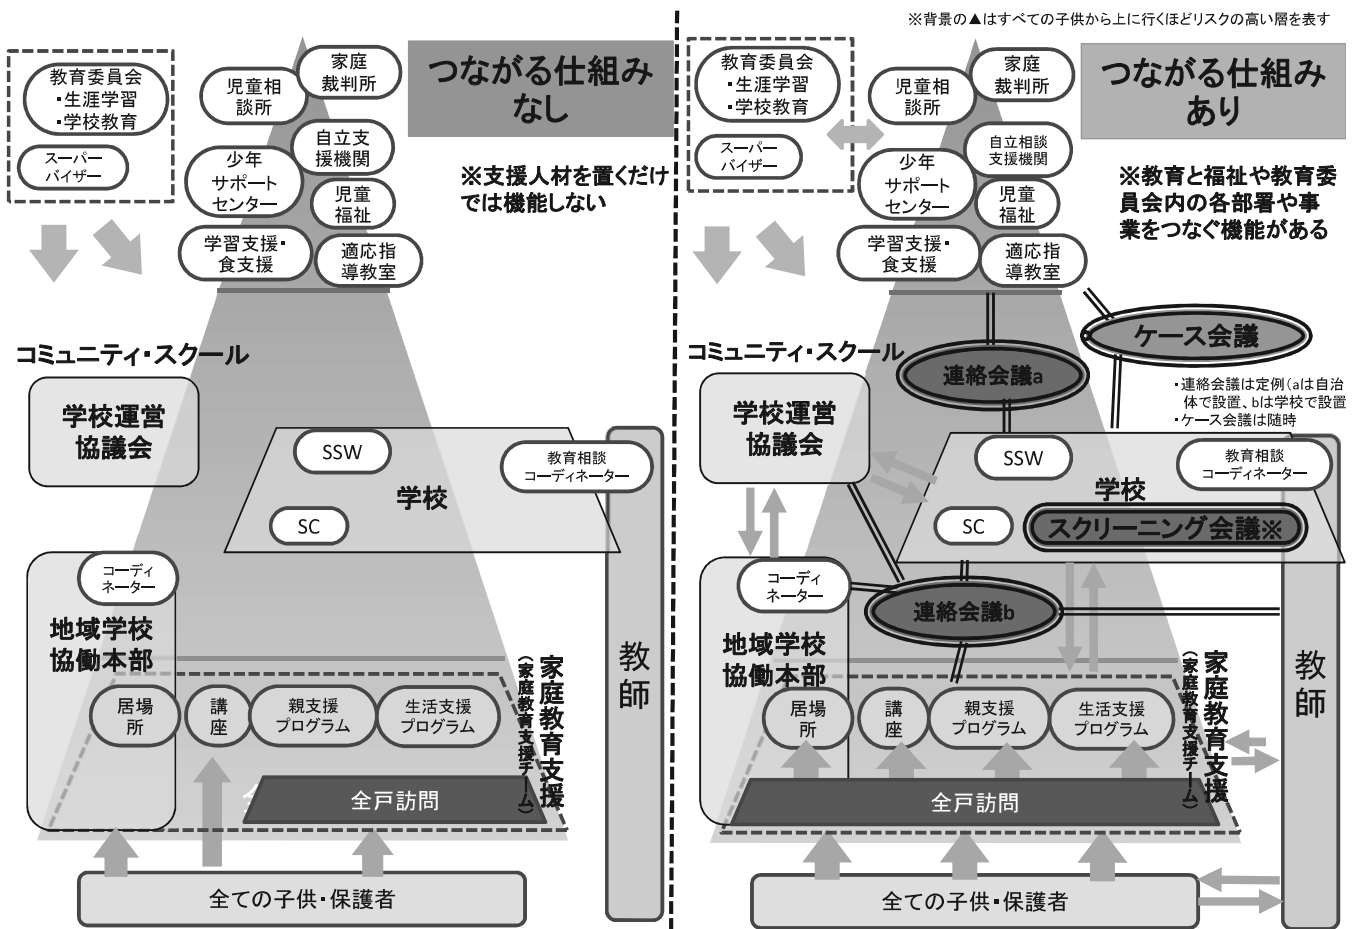 ※背景の▲はすべての子供から上に行くほどリスクの高い層を表す
つながる仕組み
なし
教育委員会
・生涯学習
・学校教育
スーパー
バイザー
児童相
談所
家庭
裁判所
自立支
援機関
少年
サポート
センター
児童
福祉
学習支援・
食支援
適応指
導教室
※支援人材を置くだけ
では機能しない
コミュニティ・スクール
学校運営
協議会
SSW
教育相談
コーディネーター
学校
SC
コーディ
ネーター
地域学校
協働本部
教師
居場
所
講
座
親支援
プログラム
生活支援
プログラム
家庭教育支援
（家庭教育支援チーム）
全戸訪問
全ての子供・保護者
つながる仕組み
あり
教育委員会
・生涯学習
・学校教育
スーパー
バイザー
児童相
談所
家庭
裁判所
自立相談
支援機関
少年
サポート
センター
児童
福祉
学習支援・
食支援
適応指
導教室
※教育と福祉や教育委
員会内の各部署や事
業をつなぐ機能がある
ケース会議
連絡会議a
・連絡会議は定例（aは自治
体で設置、bは学校で設置
・ケース会議は随時
コミュニティ・スクール
学校運営
協議会
SSW
教育相談
コーディネーター
学校
SC
スクリーニング会議※
コーディ
ネーター
連絡会議b
地域学校
協働本部
教師
居場
所
講
座
親支援
プログラム
生活支援
プログラム
家庭教育支援
（家庭教育支援チーム）
全戸訪問
全ての子供・保護者